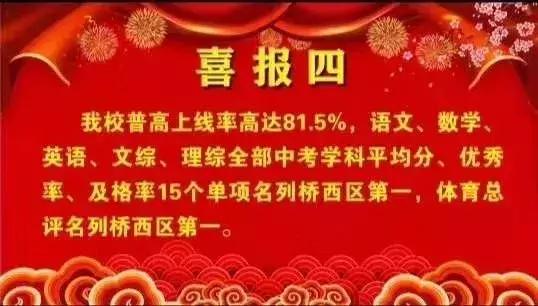 喜报四
我校普高上线率高达81.5%，语文、数学、
英语、文综、理综全部中考学科平均分、优秀
率、及格率15个单项名列桥西区第一，体育总
评名列桥西区第一。